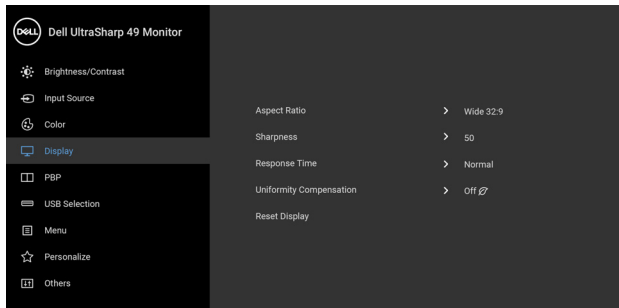 DELL Dell UltraSharp 49 Monitor
Brightness/Contrast
Input Source
Color
Display
PBP
USB Selection
Menu
Personalize
Others
Aspect Ratio > Wide 32:9
Sharpness > 50
Response Time > Normal
Uniformity Compensation > Off
Reset Display